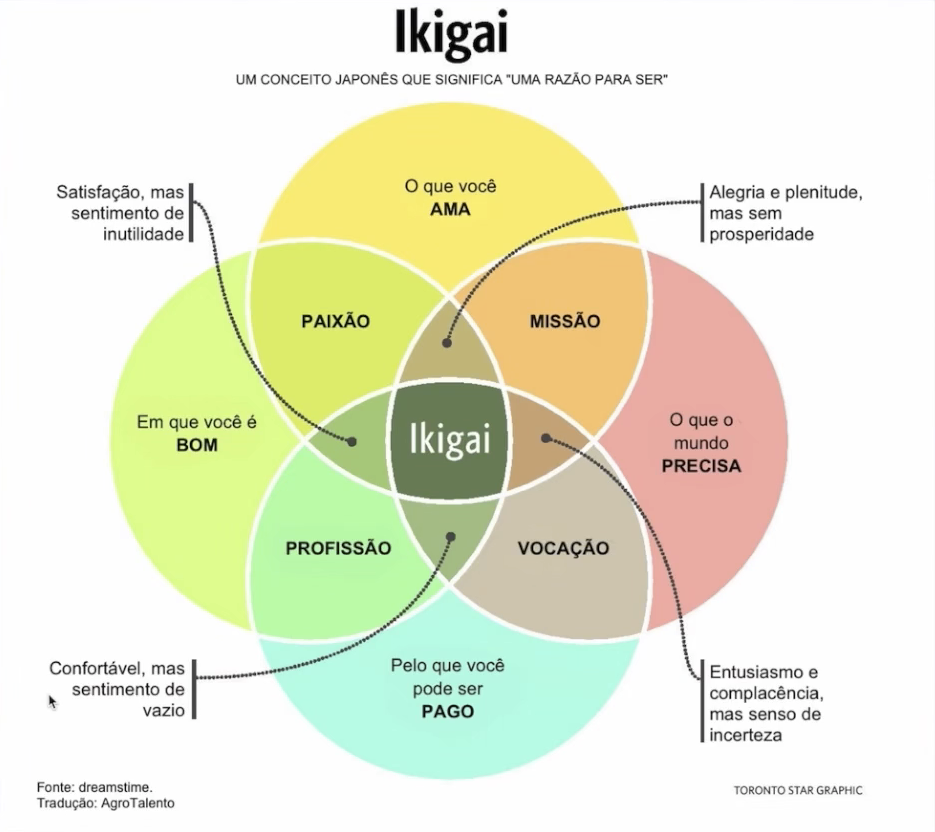 Ikigai
UM CONCEITO JAPONÊS QUE SIGNIFICA "UMA RAZÃO PARA SER"
O que você
AMA
Satisfação, mas
sentimento de
inutilidade
Alegria e plenitude,
mas sem
prosperidade
PAIXÃO
MISSÃO
Em que você é
BOM
Ikigai
O que o
mundo
PRECISA
PROFISSÃO
VOCAÇÃO
Confortável, mas
sentimento de
vazio
Pelo que você
pode ser
PAGO
Entusiasmo e
complacência,
mas senso de
incerteza
Fonte: dreamstime.
Tradução: AgroTalento
TORONTO STAR GRAPHIC